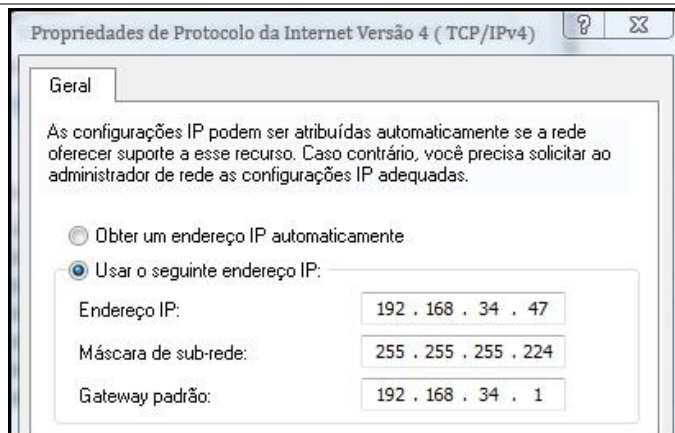 Propriedades de Protocolo da Internet Versão 4 ( TCP/IPv4)
Geral
As configurações IP podem ser atribuídas automaticamente se a rede
oferecer suporte a esse recurso. Caso contrário, você precisa solicitar ao
administrador de rede as configurações IP adequadas.
Obter um endereço IP automaticamente
Usar o seguinte endereço IP:
Endereço IP: 192 . 168 . 34 . 47
Máscara de sub-rede: 255 . 255 . 255 . 224
Gateway padrão: 192 . 168 . 34 . 1